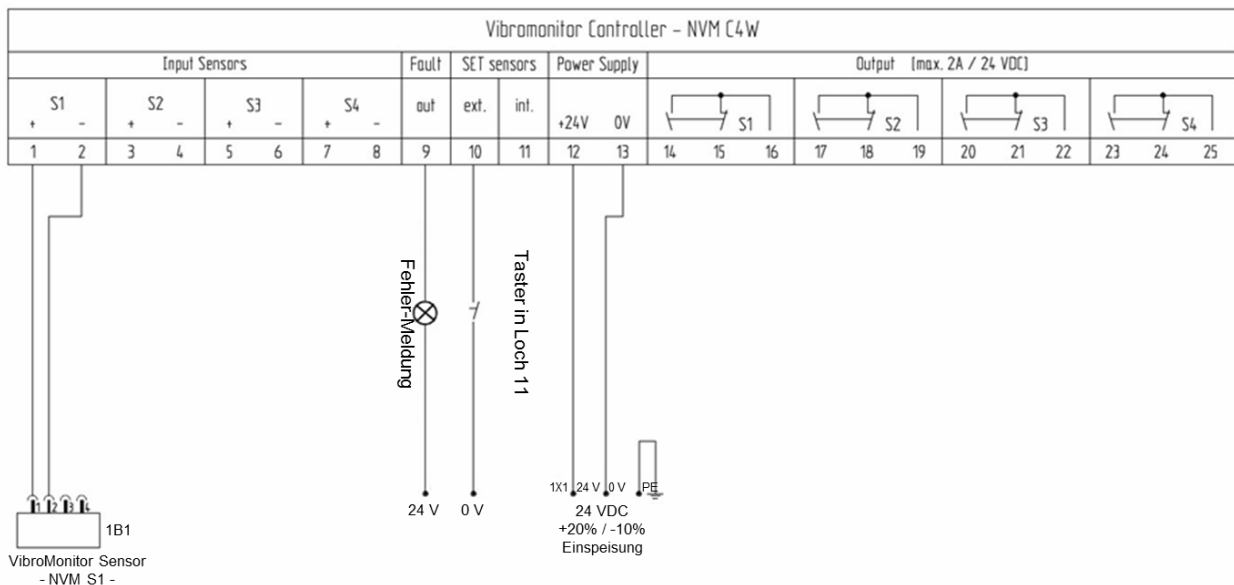 Vibromonitor Controller - NVM C4W
Input Sensors Fault SET sensors Power Supply Output (max. 2A / 24 VDC)
S1 S2 S3 S4 out ext. int. +24V 0V S1 S2 S3 S4
+ - + - + - + -
1 2 3 4 5 6 7 8 9 10 11 12 13 14 15 16 17 18 19 20 21 22 23 24 25
Fehler-Meldung
Taster in Loch 11
1 2 3 4
1B1
VibroMonitor Sensor
- NVM S1 -
24 V
0 V
1X1 24 V 0 V PE
24 VDC
+20% / -10%
Einspeisung